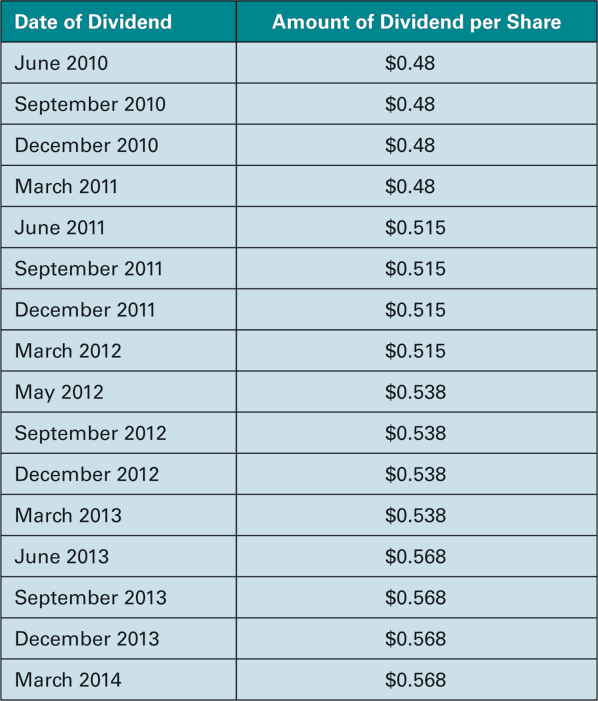 Date of Dividend Amount of Dividend per Share
June 2010 $0.48
September 2010 $0.48
December 2010 $0.48
March 2011 $0.48
June 2011 $0.515
September 2011 $0.515
December 2011 $0.515
March 2012 $0.515
May 2012 $0.538
September 2012 $0.538
December 2012 $0.538
March 2013 $0.538
June 2013 $0.568
September 2013 $0.568
December 2013 $0.568
March 2014 $0.568